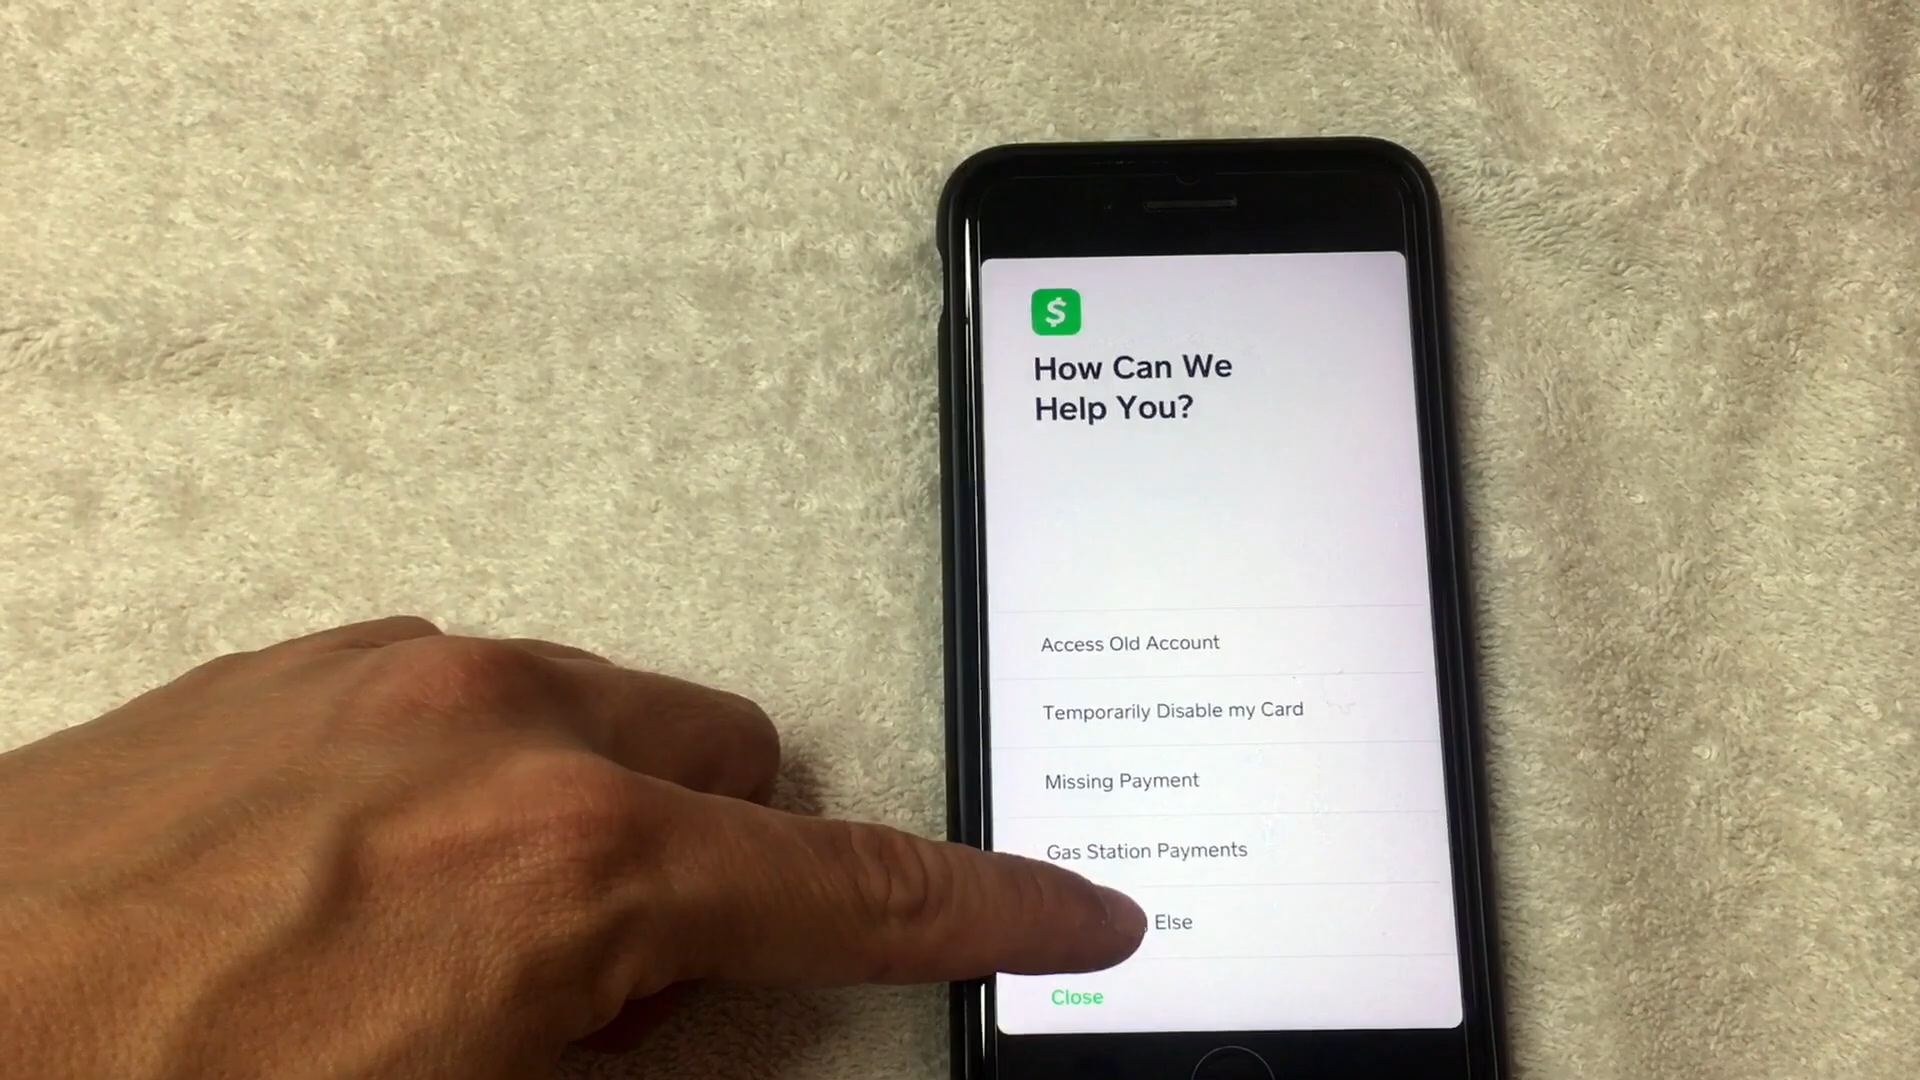 $
How Can We
Help You?
Access Old Account
Temporarily Disable my Card
Missing Payment
Gas Station Payments
Else
Close